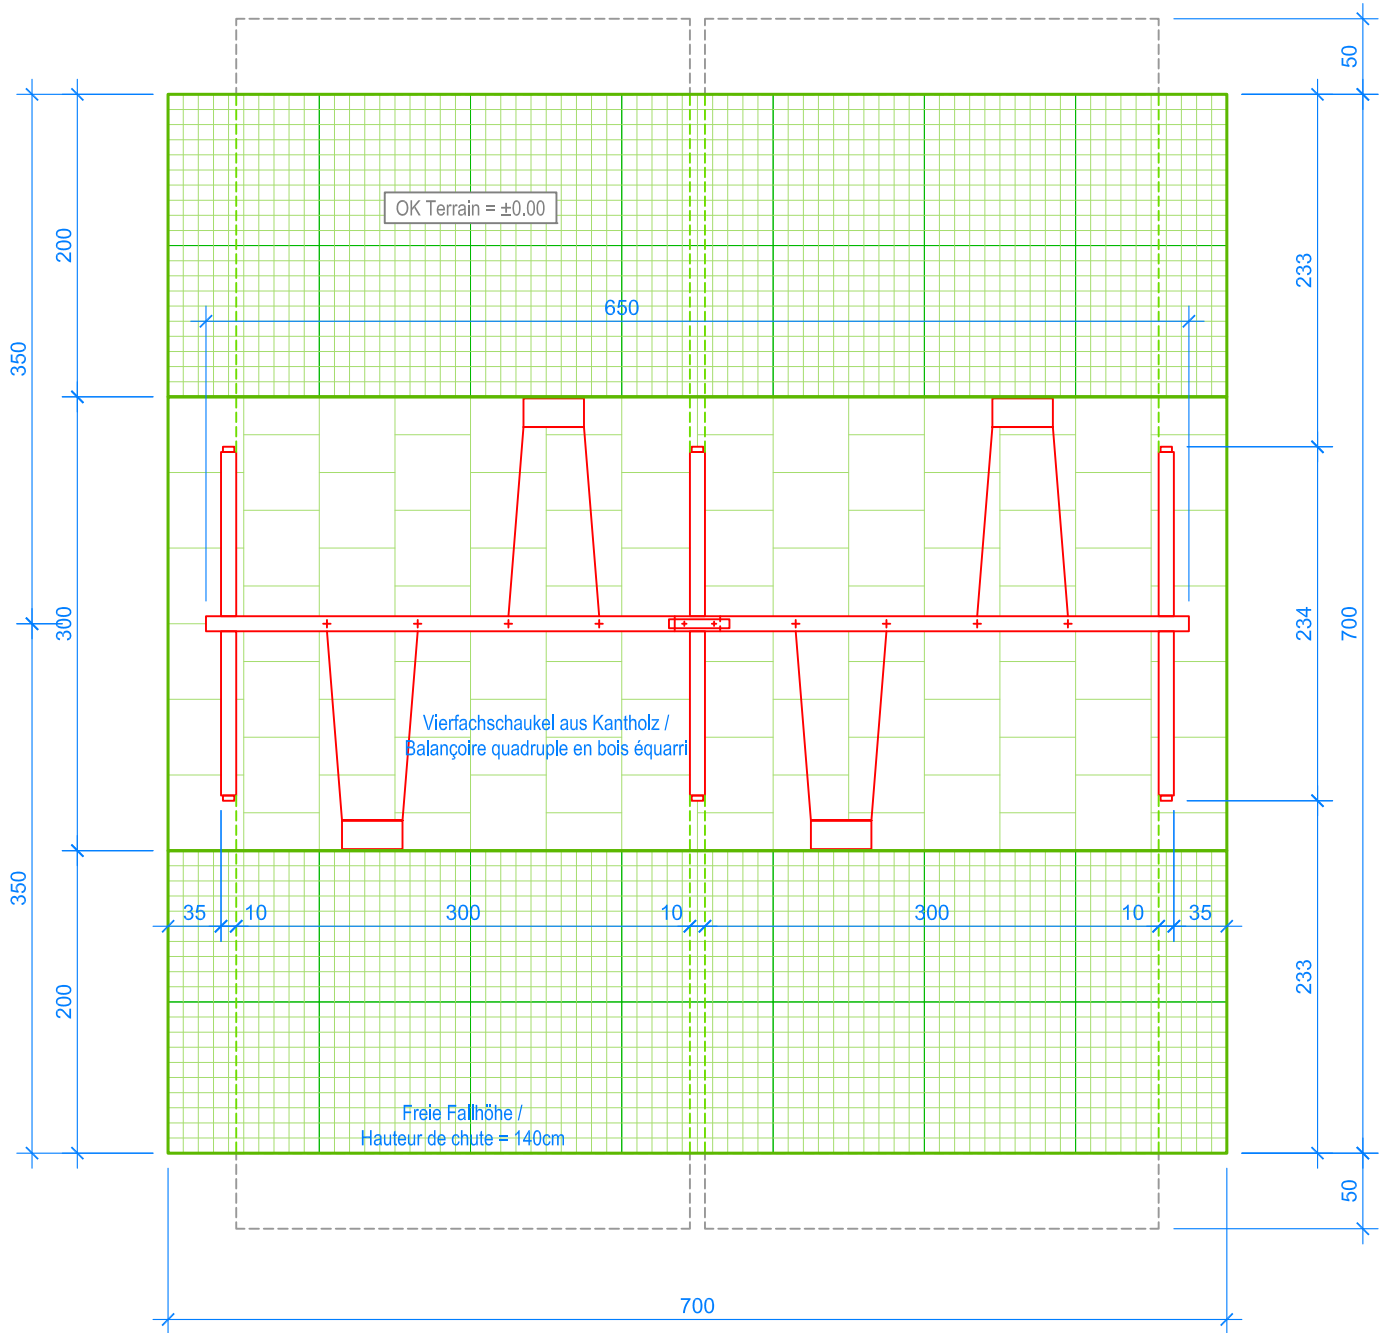 50
OK Terrain = ±0.00
200
233
650
350
300
234
700
Vierfachschaukel aus Kantholz /
Balançoire quadruple en bois équarri
350
35 10 300 10 300 10 35
200
233
Freie Fallhöhe /
Hauteur de chute = 140cm
50
700